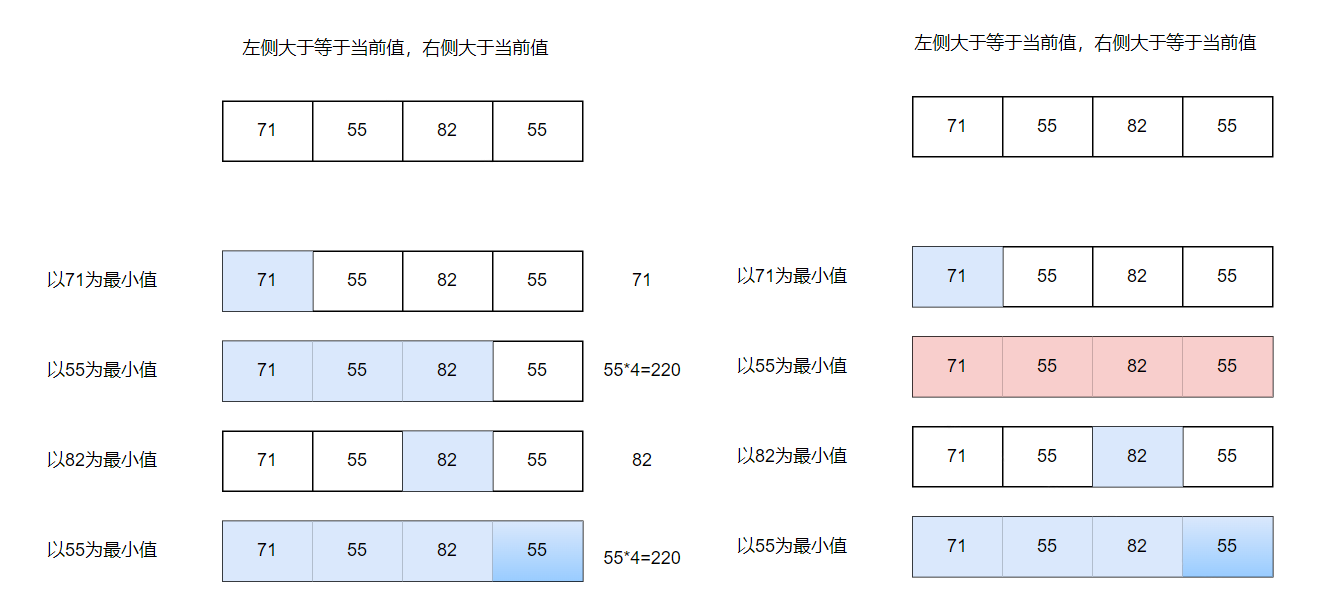 左侧大于等于当前值，右侧大于当前值
71 55 82 55
以71为最小值 71 55 82 55 71
以55为最小值 71 55 82 55 55*4=220
以82为最小值 71 55 82 55 82
以55为最小值 71 55 82 55 55*4=220
左侧大于等于当前值，右侧大于等于当前值
71 55 82 55
以71为最小值 71 55 82 55
以55为最小值 71 55 82 55
以82为最小值 71 55 82 55
以55为最小值 71 55 82 55